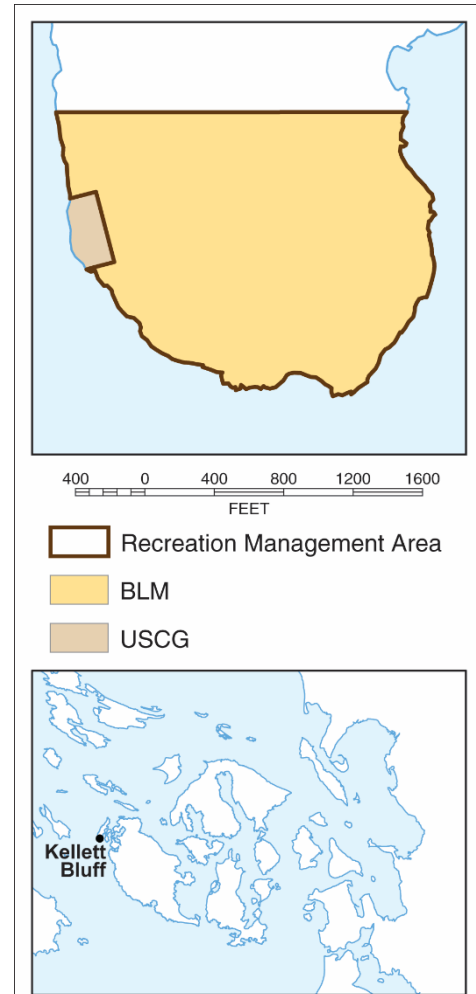 400 0 400 800 1200 1600
FEET
Recreation Management Area
BLM
USCG
Kellett
Bluff